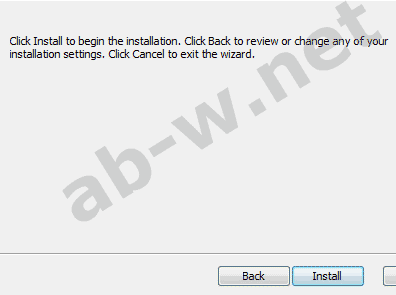 Click Install to begin the installation. Click Back to review or change any of your
installation settings. Click Cancel to exit the wizard.
ab-w.net
Back
Install